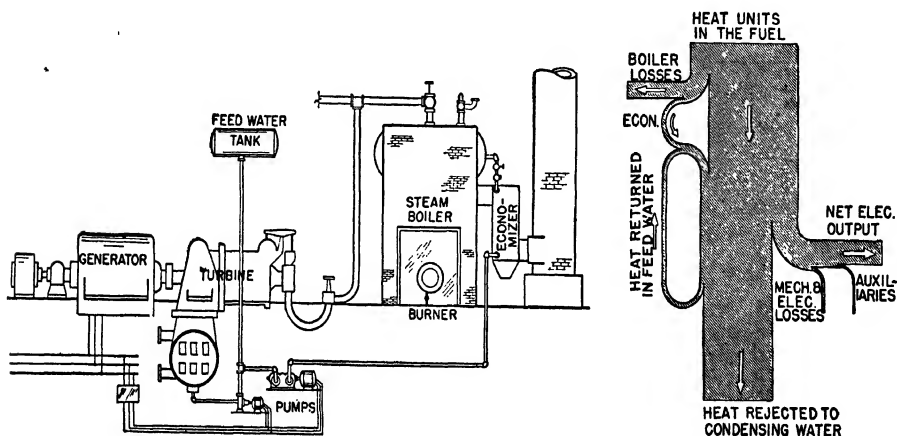 FEED WATER
TANK
GENERATOR
TURBINE
STEAM
BOILER
ECONO-
MIZER
BURNER
PUMPS
HEAT UNITS
IN THE FUEL
BOILER
LOSSES
ECON.
HEAT RETURNED
IN FEED WATER
NET ELEC.
OUTPUT
MECH.&
ELEC.
LOSSES
AUXIL-
IARIES
HEAT REJECTED TO
CONDENSING WATER